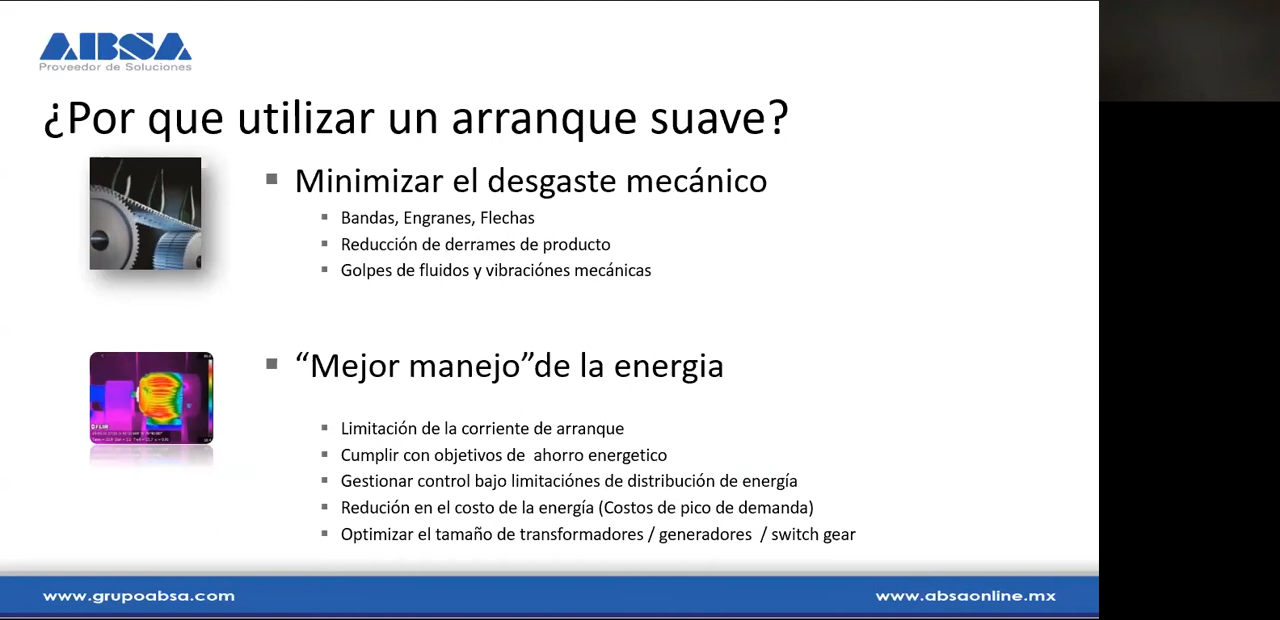 ABSA
Proveedor de Soluciones
¿Por que utilizar un arranque suave?
▪ Minimizar el desgaste mecánico
▪ Bandas, Engranes, Flechas
▪ Reducción de derrames de producto
▪ Golpes de fluidos y vibraciónes mecánicas
▪ “Mejor manejo”de la energia
▪ Limitación de la corriente de arranque
▪ Cumplir con objetivos de ahorro energetico
▪ Gestionar control bajo limitaciónes de distribución de energía
▪ Redución en el costo de la energía (Costos de pico de demanda)
▪ Optimizar el tamaño de transformadores / generadores / switch gear
FLIR
www.grupoabsa.com
www.absaonline.mx